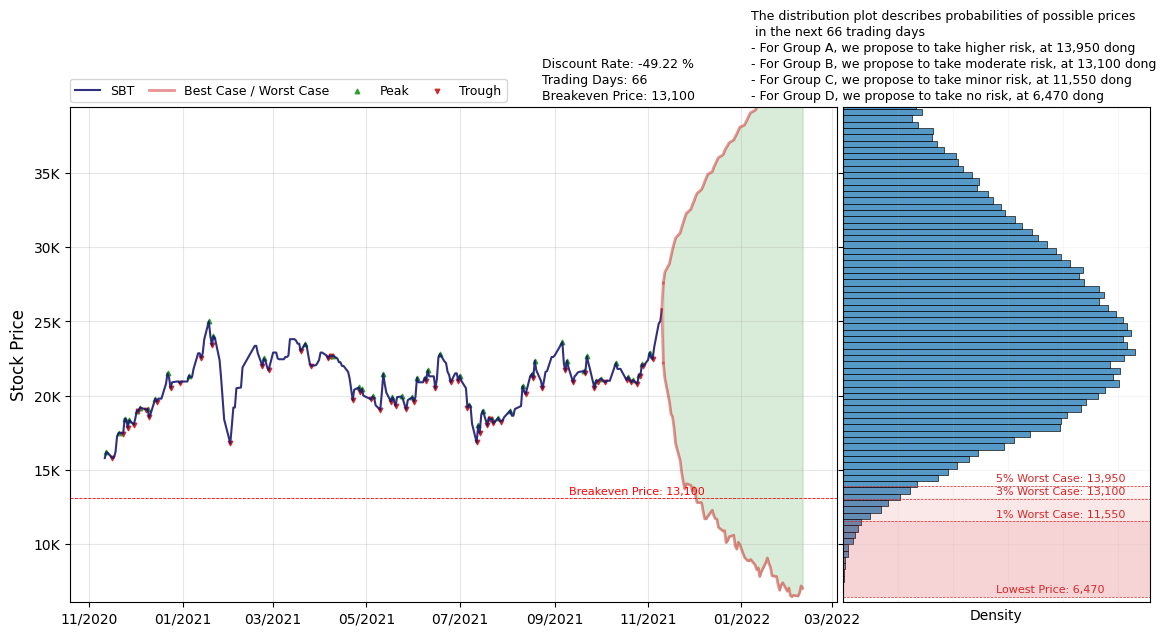 The distribution plot describes probabilities of possible prices
in the next 66 trading days
- For Group A, we propose to take higher risk, at 13,950 dong
- For Group B, we propose to take moderate risk, at 13,100 dong
- For Group C, we propose to take minor risk, at 11,550 dong
- For Group D, we propose to take no risk, at 6,470 dong
Discount Rate: -49.22 %
Trading Days: 66
Breakeven Price: 13,100
SBT
Best Case / Worst Case
Peak
Trough
Stock Price
35K
30K
25K
20K
15K
10K
Breakeven Price: 13,100
5% Worst Case: 13,950
3% Worst Case: 13,100
1% Worst Case: 11,550
Lowest Price: 6,470
11/2020
01/2021
03/2021
05/2021
07/2021
09/2021
11/2021
01/2022
03/2022
Density